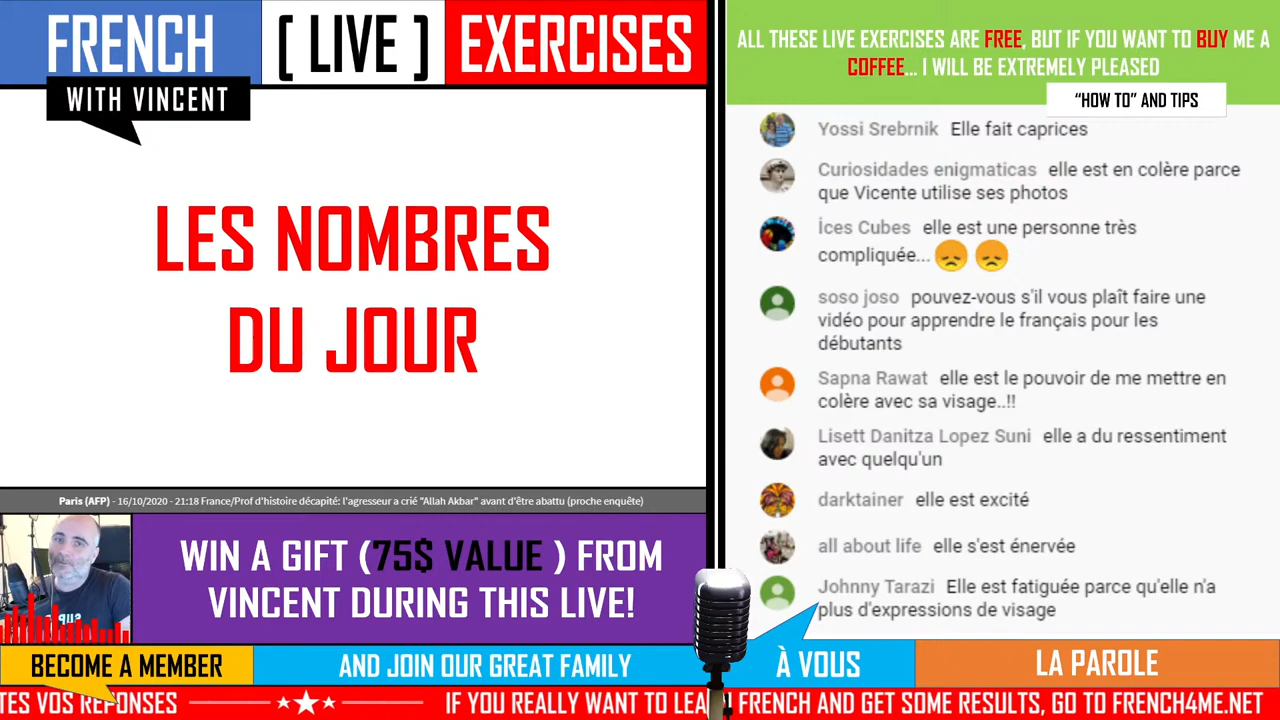 FRENCH [ LIVE ] EXERCISES
WITH VINCENT
LES NOMBRES
DU JOUR
Paris (AFP) - 16/10/2020 - 21:18 France/Prof d'histoire décapité: l'agresseur a crié "Allah Akbar" avant d'être abattu (proche enquête)
WIN A GIFT (75$ VALUE ) FROM
VINCENT DURING THIS LIVE!
BECOME A MEMBER
AND JOIN OUR GREAT FAMILY
ALL THESE LIVE EXERCISES ARE FREE, BUT IF YOU WANT TO BUY ME A
COFFEE... I WILL BE EXTREMELY PLEASED
"HOW TO" AND TIPS
Yossi Srebrnik Elle fait caprices
Curiosidades enigmaticas elle est en colère parce
que Vicente utilise ses photos
İces Cubes elle est une personne très
compliquée...
soso joso pouvez-vous s'il vous plaît faire une
vidéo pour apprendre le français pour les
débutants
Sapna Rawat elle est le pouvoir de me mettre en
colère avec sa visage..!!
Lisett Danitza Lopez Suni elle a du ressentiment
avec quelqu'un
darktainer elle est excité
all about life elle s'est énervée
Johnny Tarazi Elle est fatiguée parce qu'elle n'a
plus d'expressions de visage
À VOUS
LA PAROLE
TES VOS RÉPONSES
IF YOU REALLY WANT TO LEA FRENCH AND GET SOME RESULTS, GO TO FRENCH4ME.NET